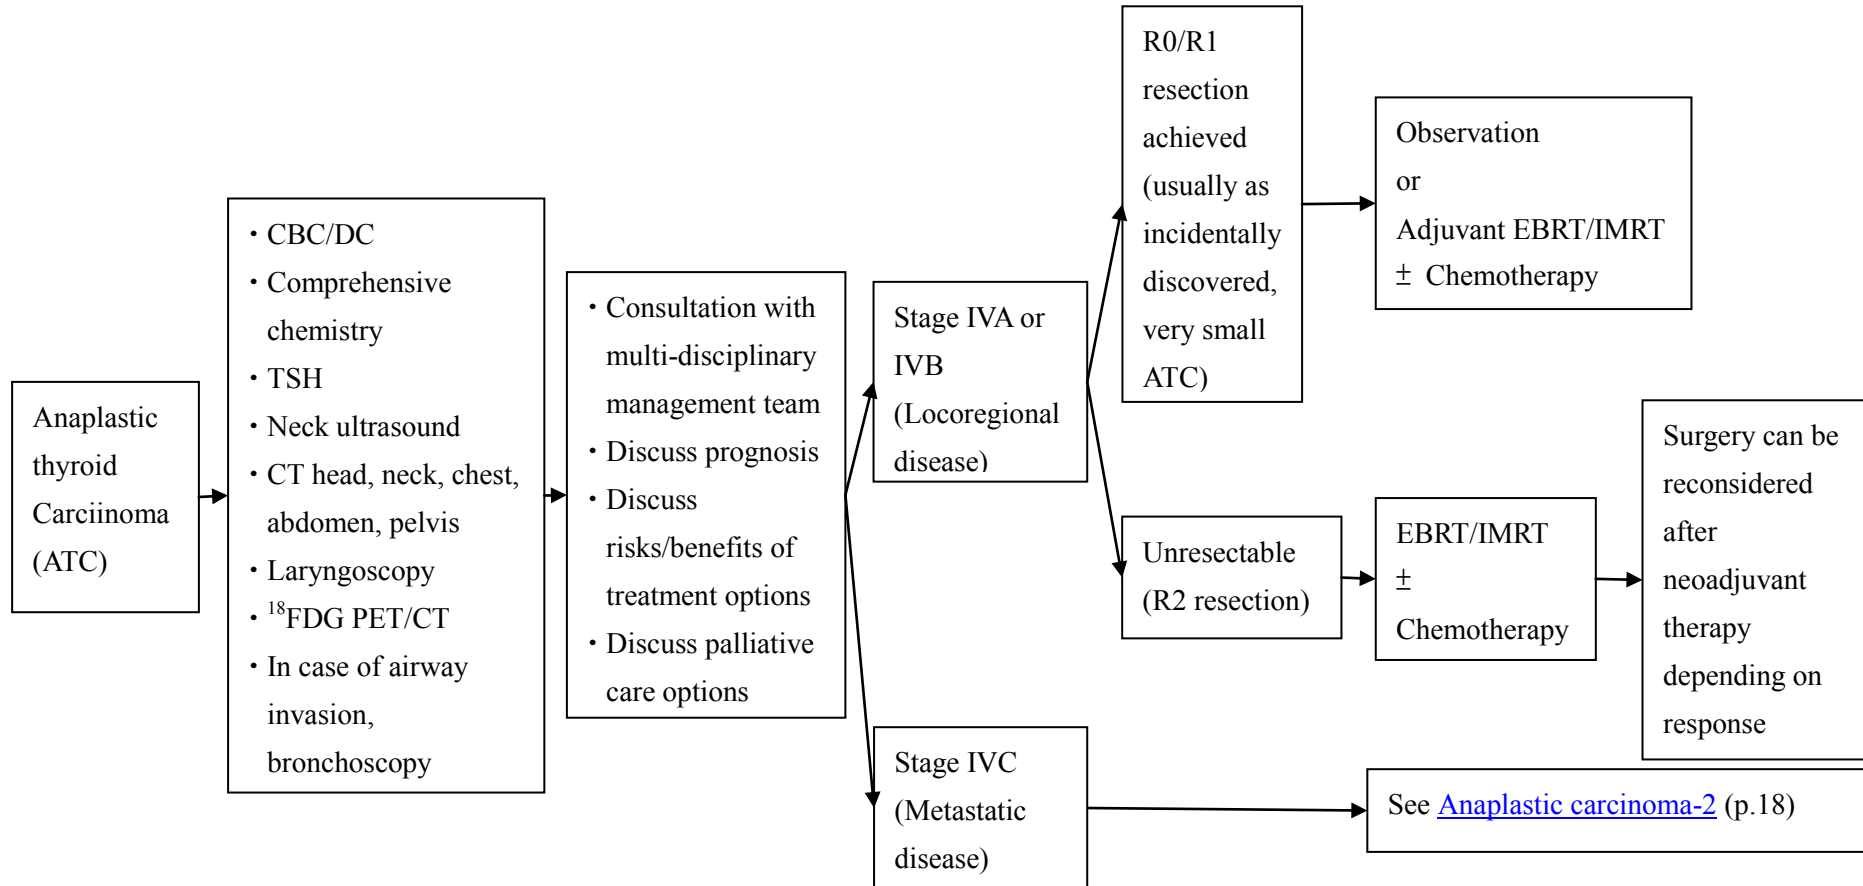 Anaplastic
thyroid
Carciinoma
(ATC)
・CBC/DC
・Comprehensive
chemistry
・TSH
・Neck ultrasound
・CT head, neck, chest,
abdomen, pelvis
・Laryngoscopy
・¹⁸FDG PET/CT
・In case of airway
invasion,
bronchoscopy
・Consultation with
multi-disciplinary
management team
・Discuss prognosis
・Discuss
risks/benefits of
treatment options
・Discuss palliative
care options
Stage IVA or
IVB
(Locoregional
disease)
R0/R1
resection
achieved
(usually as
incidentally
discovered,
very small
ATC)
Observation
or
Adjuvant EBRT/IMRT
± Chemotherapy
Unresectable
(R2 resection)
EBRT/IMRT
±
Chemotherapy
Surgery can be
reconsidered
after
neoadjuvant
therapy
depending on
response
Stage IVC
(Metastatic
disease)
See Anaplastic carcinoma-2 (p.18)